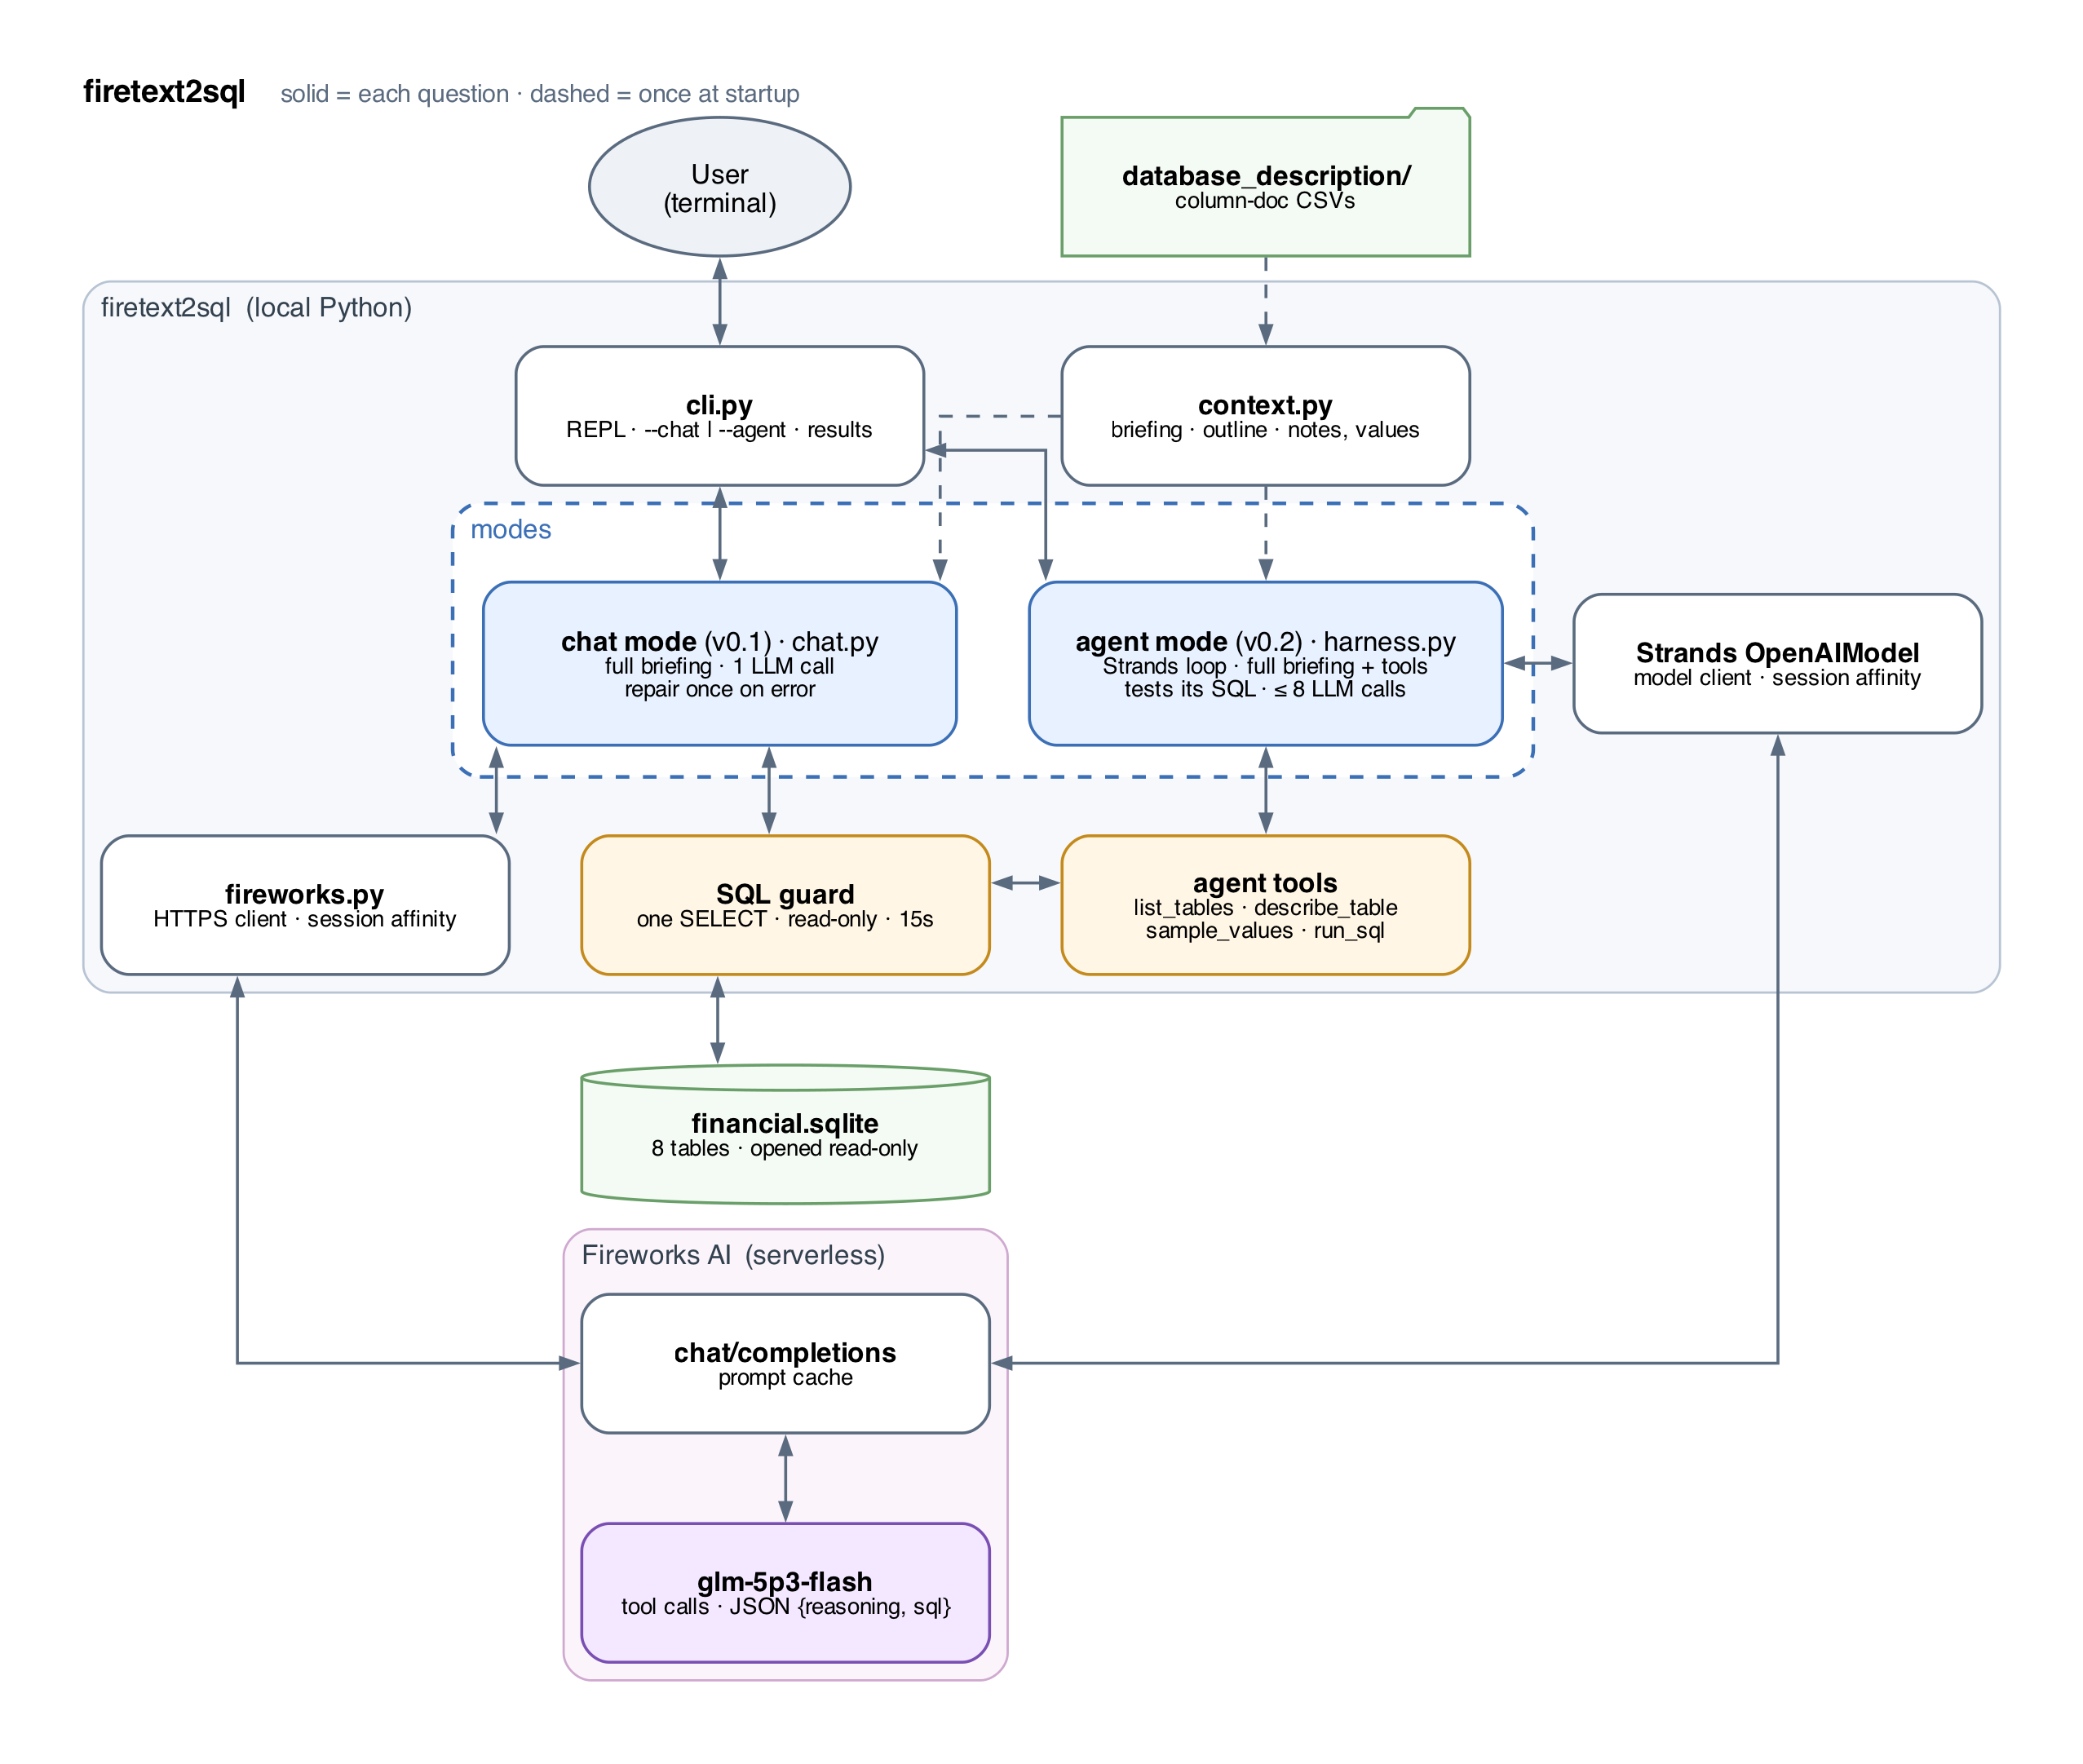 firetext2sql solid = each question · dashed = once at startup
User
(terminal)
database_description/
column-doc CSVs
firetext2sql (local Python)
cli.py
REPL · --chat | --agent · results
context.py
briefing · outline · notes, values
modes
chat mode (v0.1) · chat.py
full briefing · 1 LLM call
repair once on error
agent mode (v0.2) · harness.py
Strands loop · full briefing + tools
tests its SQL · ≤ 8 LLM calls
Strands OpenAIModel
model client · session affinity
fireworks.py
HTTPS client · session affinity
SQL guard
one SELECT · read-only · 15s
agent tools
list_tables · describe_table
sample_values · run_sql
financial.sqlite
8 tables · opened read-only
Fireworks AI (serverless)
chat/completions
prompt cache
glm-5p3-flash
tool calls · JSON {reasoning, sql}